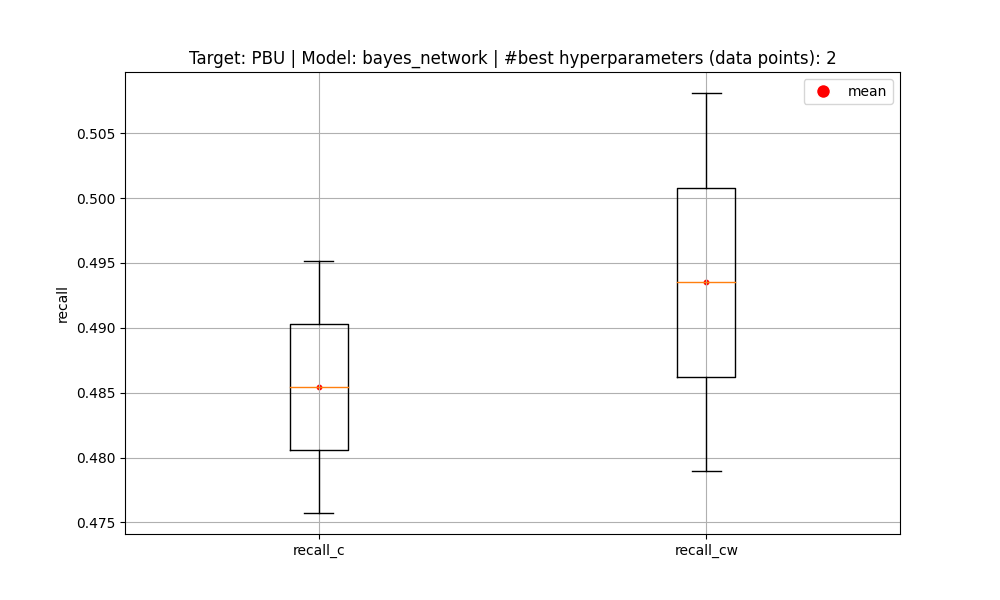 Target: PBU | Model: bayes_network | #best hyperparameters (data points): 2
mean
0.505
0.500
0.495
0.490
0.485
0.480
0.475
recall
recall_c
recall_cw